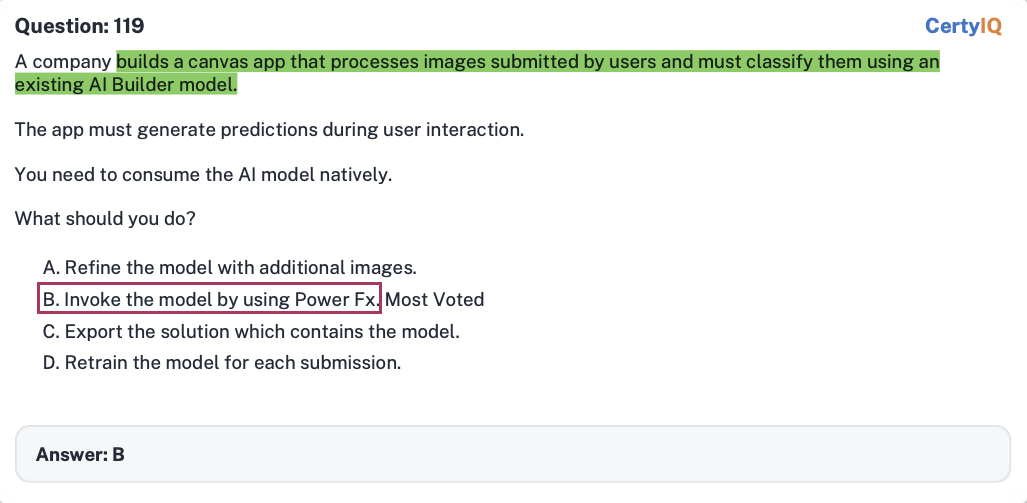 Question: 119
CertyIQ
A company builds a canvas app that processes images submitted by users and must classify them using an
existing AI Builder model.
The app must generate predictions during user interaction.
You need to consume the AI model natively.
What should you do?
A. Refine the model with additional images.
B. Invoke the model by using Power Fx. Most Voted
C. Export the solution which contains the model.
D. Retrain the model for each submission.
Answer: B